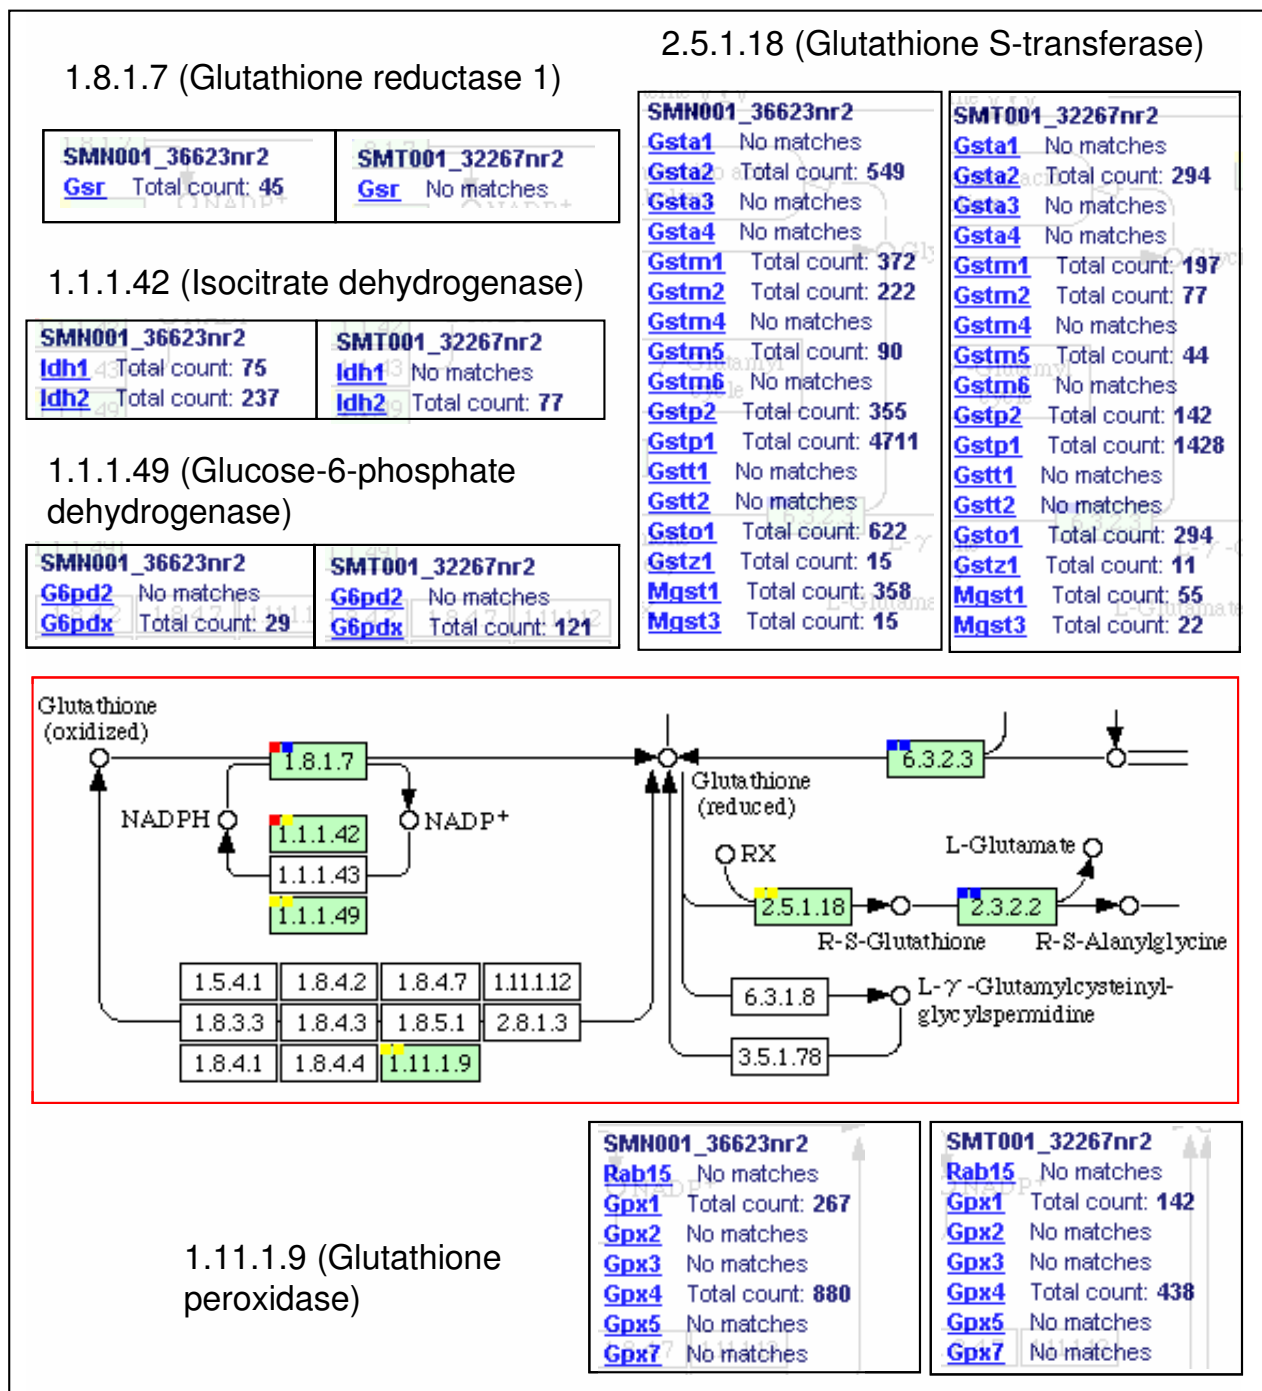 2.5.1.18 (Glutathione S-transferase)
1.8.1.7 (Glutathione reductase 1)
SMN001_36623nr2
Gsr Total count: 45
SMT001_32267nr2
Gsr No matches
1.1.1.42 (Isocitrate dehydrogenase)
SMN001_36623nr2
Idh1 Total count: 75
Idh2 Total count: 237
SMT001_32267nr2
Idh1 No matches
Idh2 Total count: 77
1.1.1.49 (Glucose-6-phosphate
dehydrogenase)
SMN001_36623nr2
G6pd2 No matches
G6pdx Total count: 29
SMT001_32267nr2
G6pd2 No matches
G6pdx Total count: 121
SMN001_36623nr2
Gsta1 No matches
Gsta2 Total count: 549
Gsta3 No matches
Gsta4 No matches
Gstm1 Total count: 372
Gstm2 Total count: 222
Gstm4 No matches
Gstm5 Total count: 90
Gstm6 No matches
Gstp2 Total count: 355
Gstp1 Total count: 4711
Gstt1 No matches
Gstt2 No matches
Gsto1 Total count: 622
Gstz1 Total count: 15
Mgst1 Total count: 358
Mgst3 Total count: 15
SMT001_32267nr2
Gsta1 No matches
Gsta2 Total count: 294
Gsta3 No matches
Gsta4 No matches
Gstm1 Total count: 197
Gstm2 Total count: 77
Gstm4 No matches
Gstm5 Total count: 44
Gstm6 No matches
Gstp2 Total count: 142
Gstp1 Total count: 1428
Gstt1 No matches
Gstt2 No matches
Gsto1 Total count: 294
Gstz1 Total count: 11
Mgst1 Total count: 55
Mgst3 Total count: 22
Glutathione
(oxidized)
1.8.1.7
6.3.2.3
Glutathione
(reduced)
NADPH
NADP+
1.1.1.42
1.1.1.43
1.1.1.49
RX
L-Glutamate
2.5.1.18
2.3.2.2
R-S-Glutathione
R-S-Alanylglycine
1.5.4.1 1.8.4.2 1.8.4.7 1.11.1.12
1.8.3.3 1.8.4.3 1.8.5.1 2.8.1.3
1.8.4.1 1.8.4.4 1.11.1.9
6.3.1.8
L-γ-Glutamylcysteinyl-
glycylspermidine
3.5.1.78
1.11.1.9 (Glutathione
peroxidase)
SMN001_36623nr2
Rab15 No matches
Gpx1 Total count: 267
Gpx2 No matches
Gpx3 No matches
Gpx4 Total count: 880
Gpx5 No matches
Gpx7 No matches
SMT001_32267nr2
Rab15 No matches
Gpx1 Total count: 142
Gpx2 No matches
Gpx3 No matches
Gpx4 Total count: 438
Gpx5 No matches
Gpx7 No matches